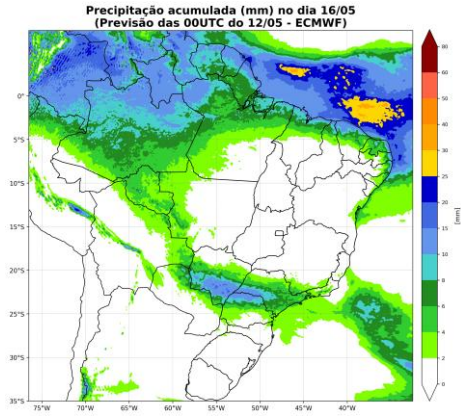 Precipitação acumulada (mm) no dia 16/05
(Previsão das 00UTC do 12/05 - ECMWF)
80
60
50
40
30
25
20
15
10
8
6
4
2
0
[mm]
0°
5°S
10°S
15°S
20°S
25°S
30°S
35°S
75°W
70°W
65°W
60°W
55°W
50°W
45°W
40°W